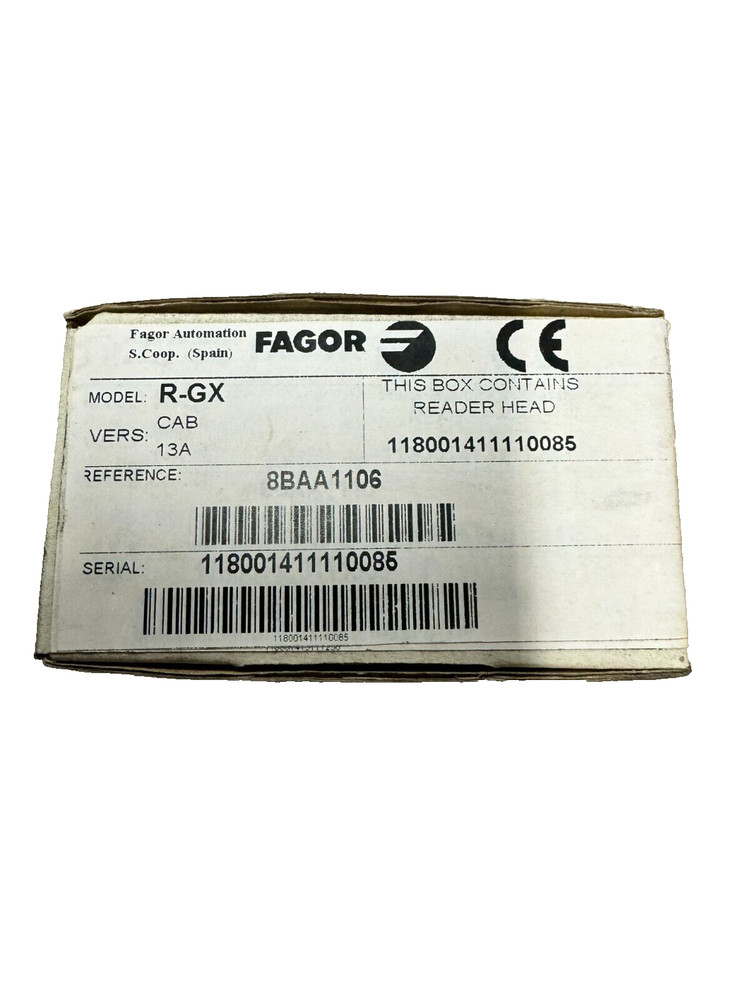 Fagor Automation
S.Coop. (Spain)
FAGOR
CE
MODEL: R-GX
VERS: CAB
13A
THIS BOX CONTAINS
READER HEAD
118001411110085
REFERENCE: 8BAA1106
SERIAL: 118001411110085
118001411110085